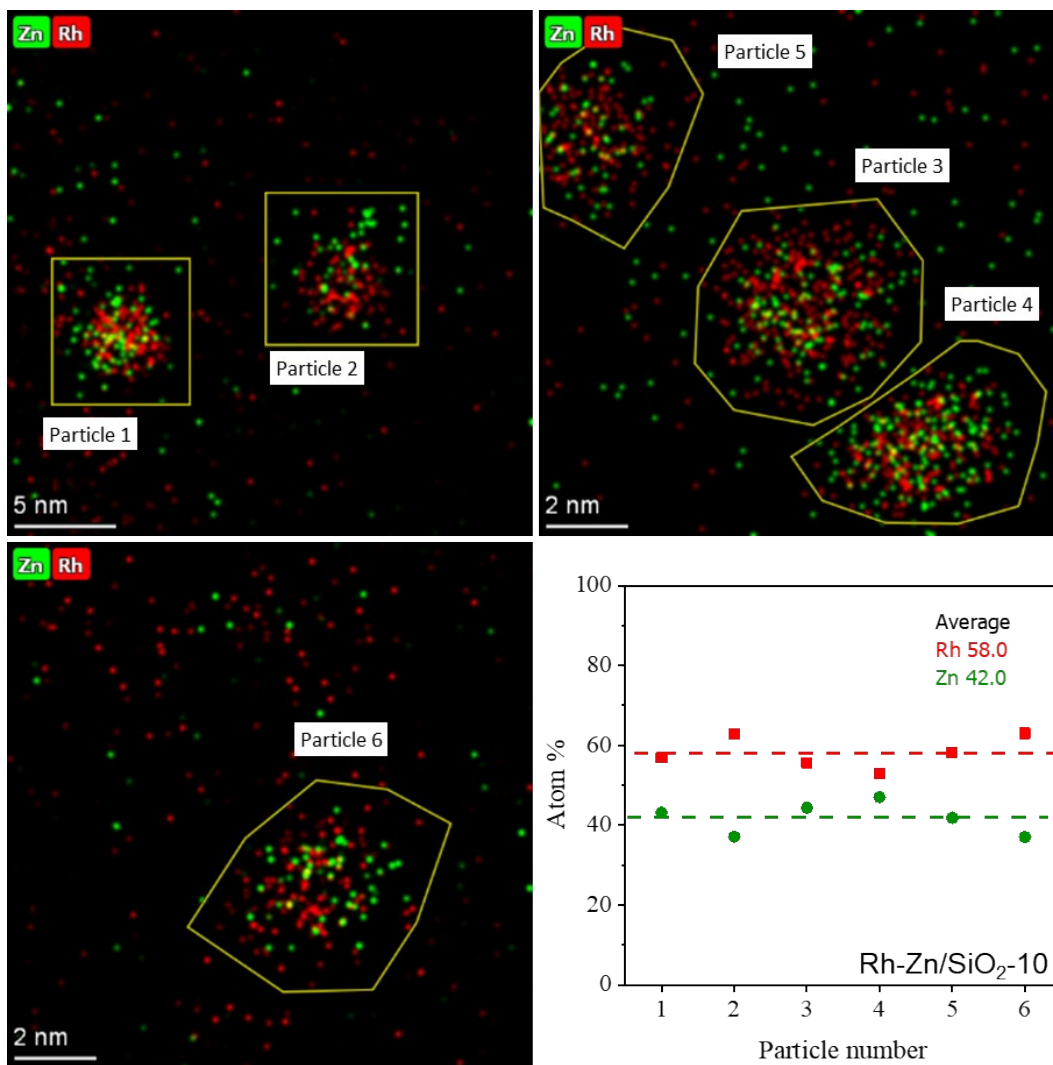 Zn Rh
Particle 1
Particle 2
5 nm
Zn Rh
Particle 5
Particle 3
Particle 4
2 nm
Zn Rh
Particle 6
2 nm
100
80
60
40
20
0
Atom %
Average
Rh 58.0
Zn 42.0
Rh-Zn/SiO₂-10
1 2 3 4 5 6
Particle number